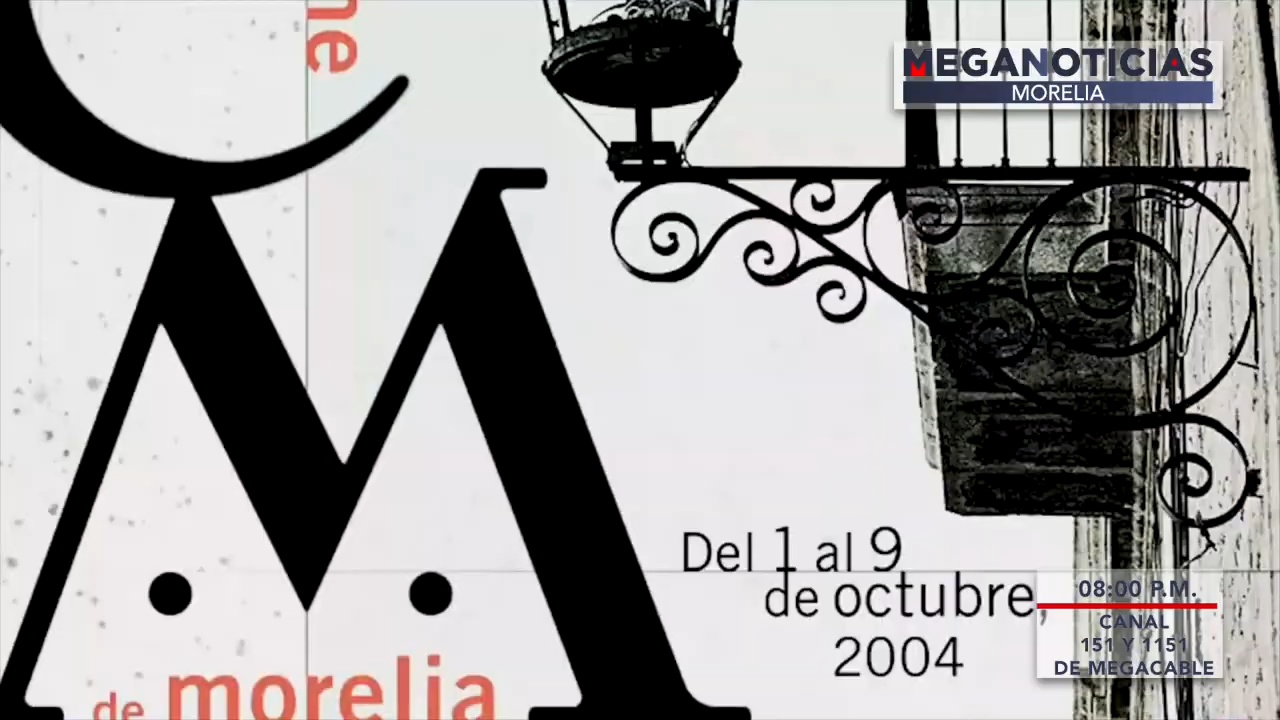 ne
MEGANOTICIAS
MORELIA
CM
Del 1 al 9
de octubre,
2004
de morelia
08:00 P.M.
CANAL
151 Y 1151
DE MEGACABLE